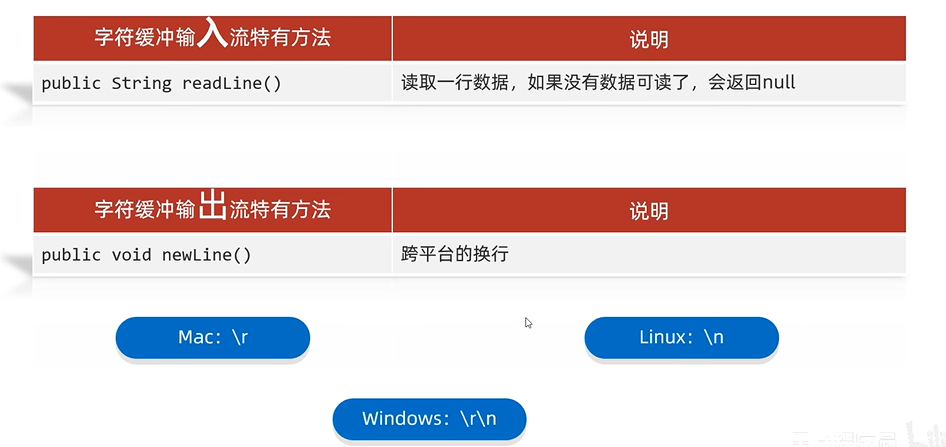 字符缓冲输入流特有方法 说明
public String readLine() 读取一行数据，如果没有数据可读了，会返回null
字符缓冲输出流特有方法 说明
public void newLine() 跨平台的换行
Mac：\r
Linux：\n
Windows：\r\n